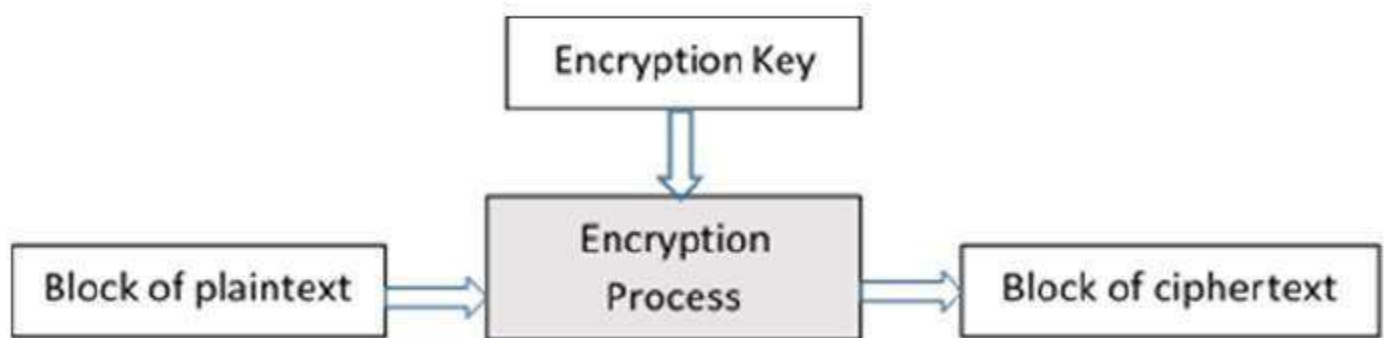 Encryption Key
Encryption
Process
Block of plaintext
Block of ciphertext